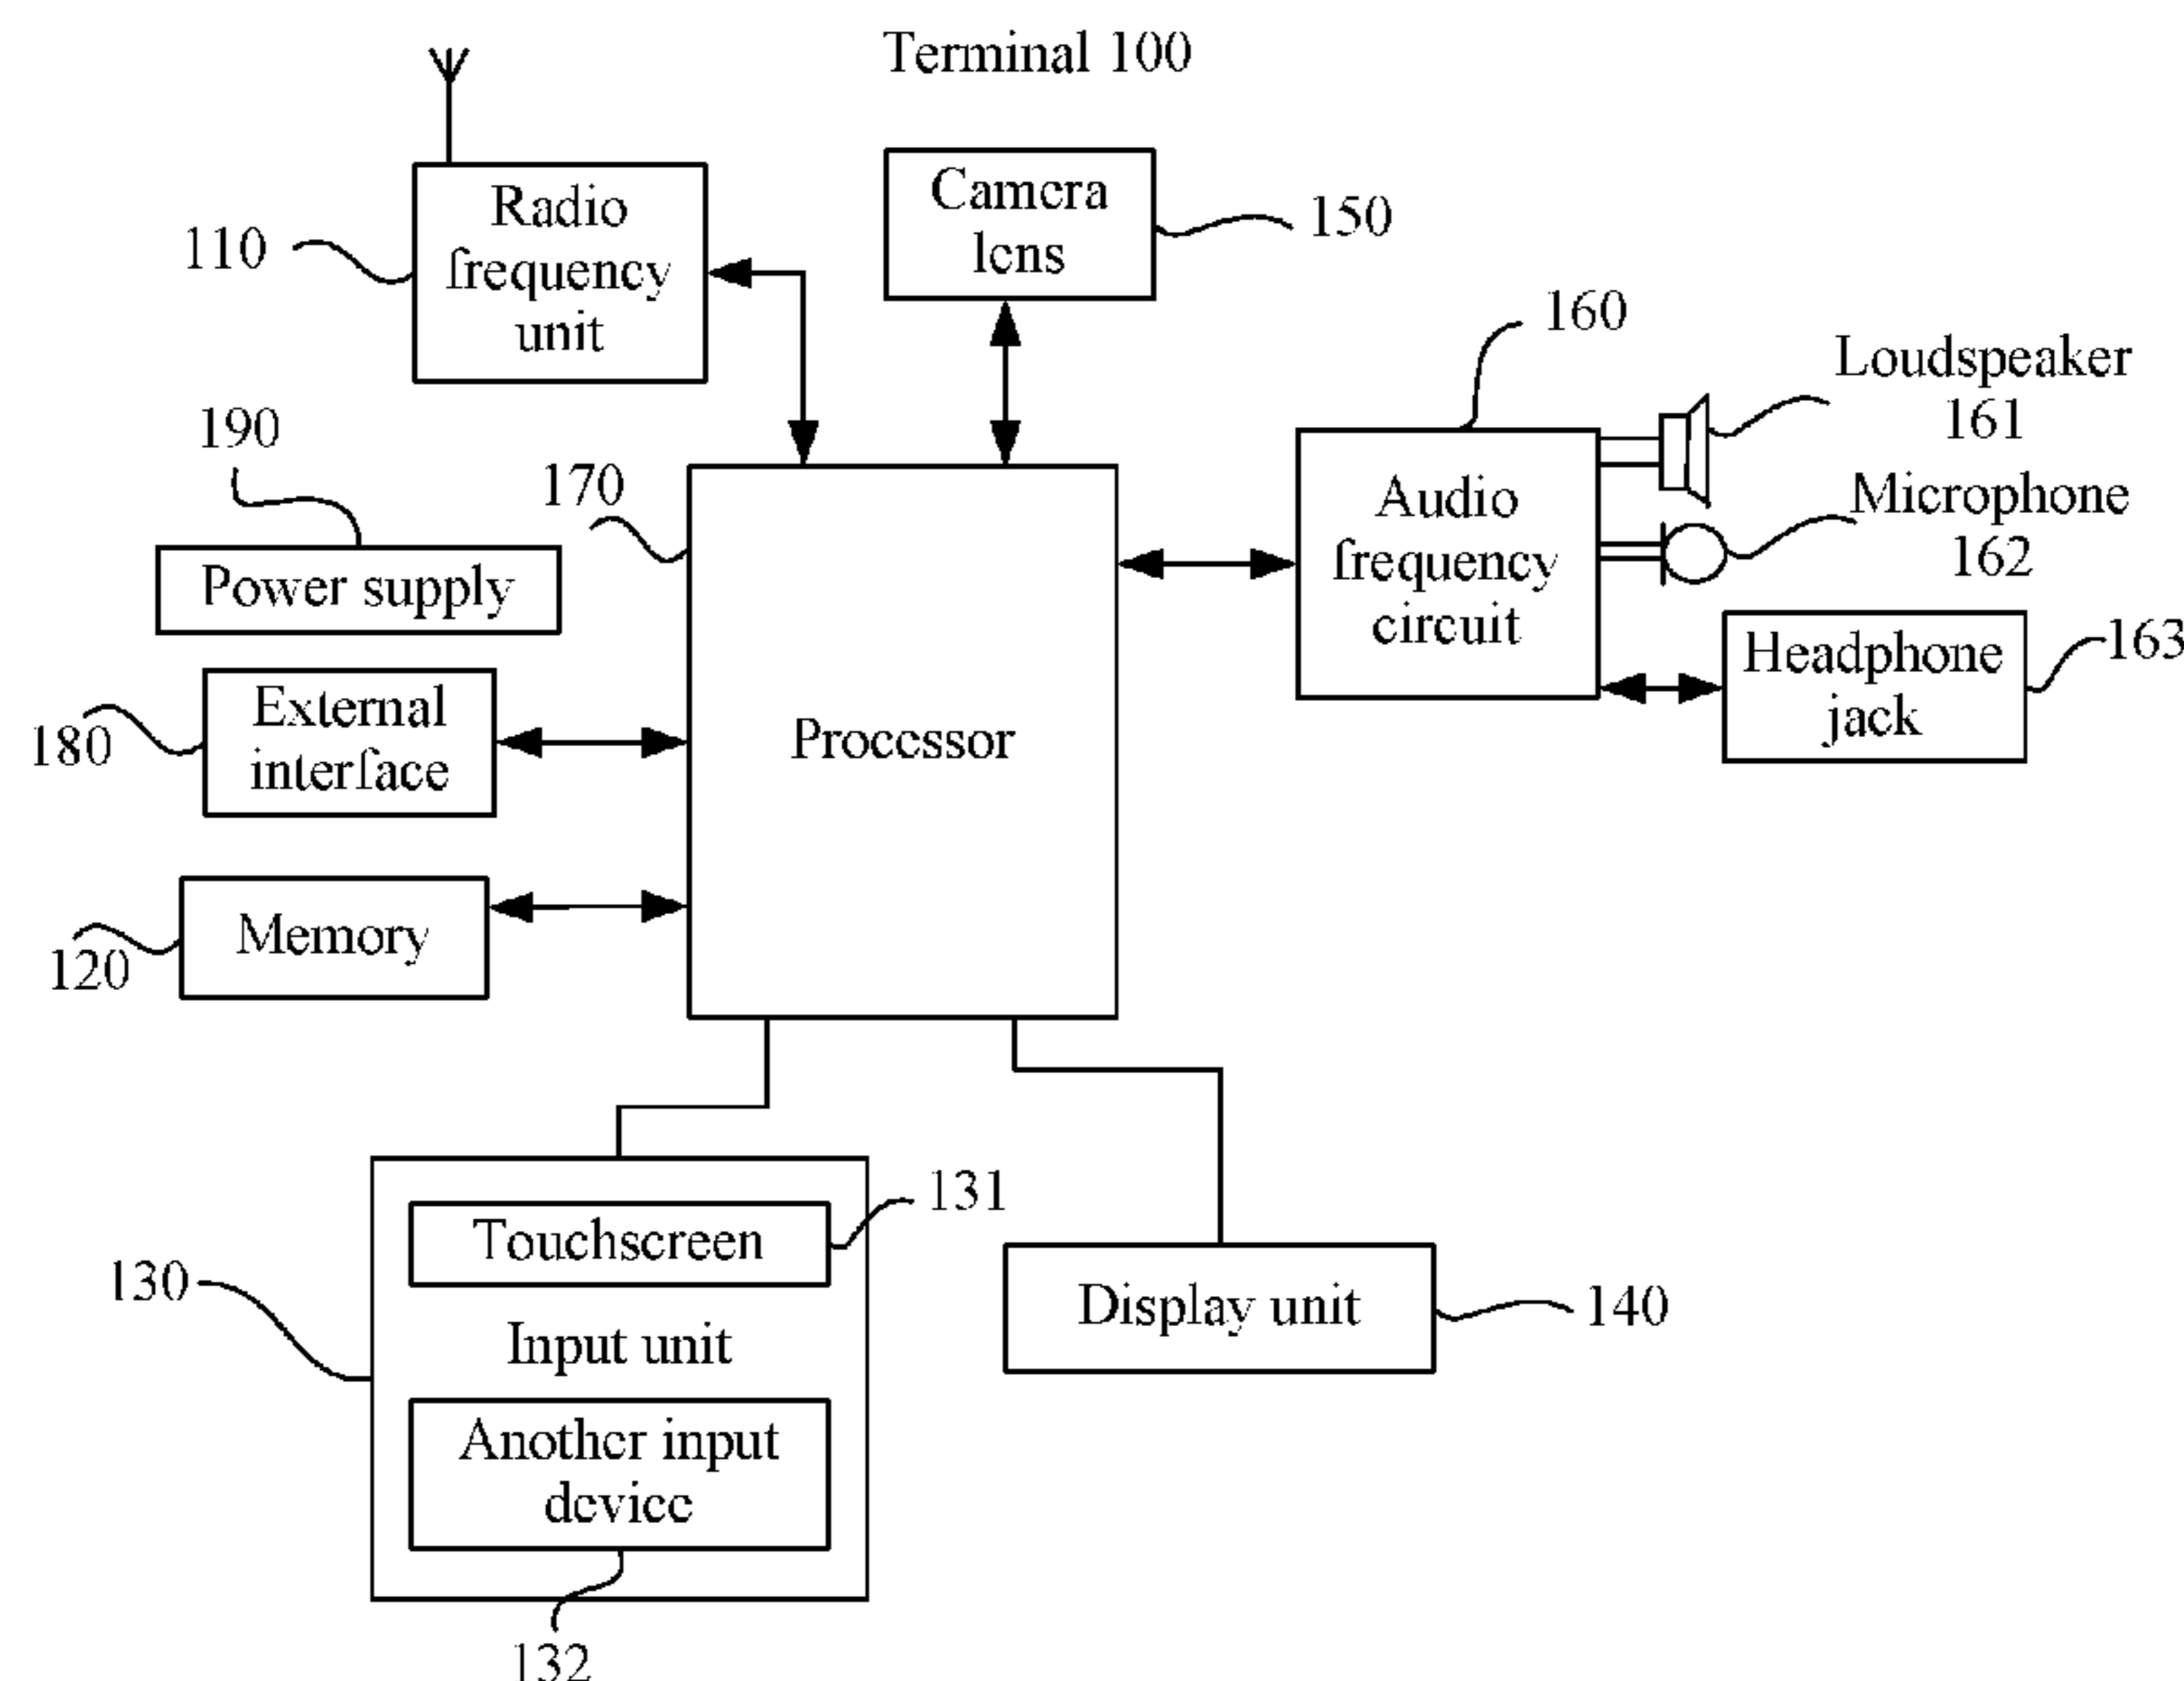 Terminal 100
Radio
frequency
unit
110
Camera
lens
150
160
Loudspeaker
161
190
170
Audio
frequency
circuit
Microphone
162
Power supply
Headphone
jack
163
External
interface
180
Processor
Memory
120
Touchscreen
131
130
Input unit
Display unit
140
Another input
device
132